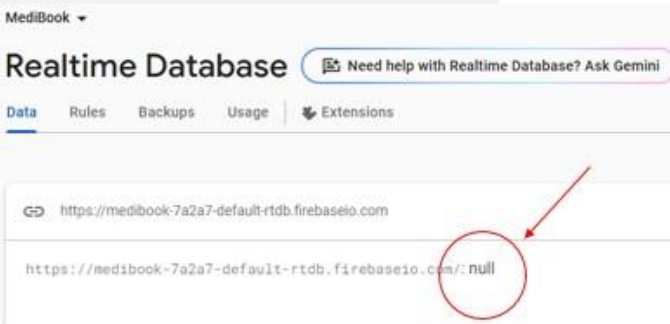 MediBook
Realtime Database Need help with Realtime Database? Ask Gemini
Data Rules Backups Usage Extensions
https://medibook-7a2a7-default-rtdb.firebaseio.com
https://medibook-7a2a7-default-rtdb.firebaseio.com/: null